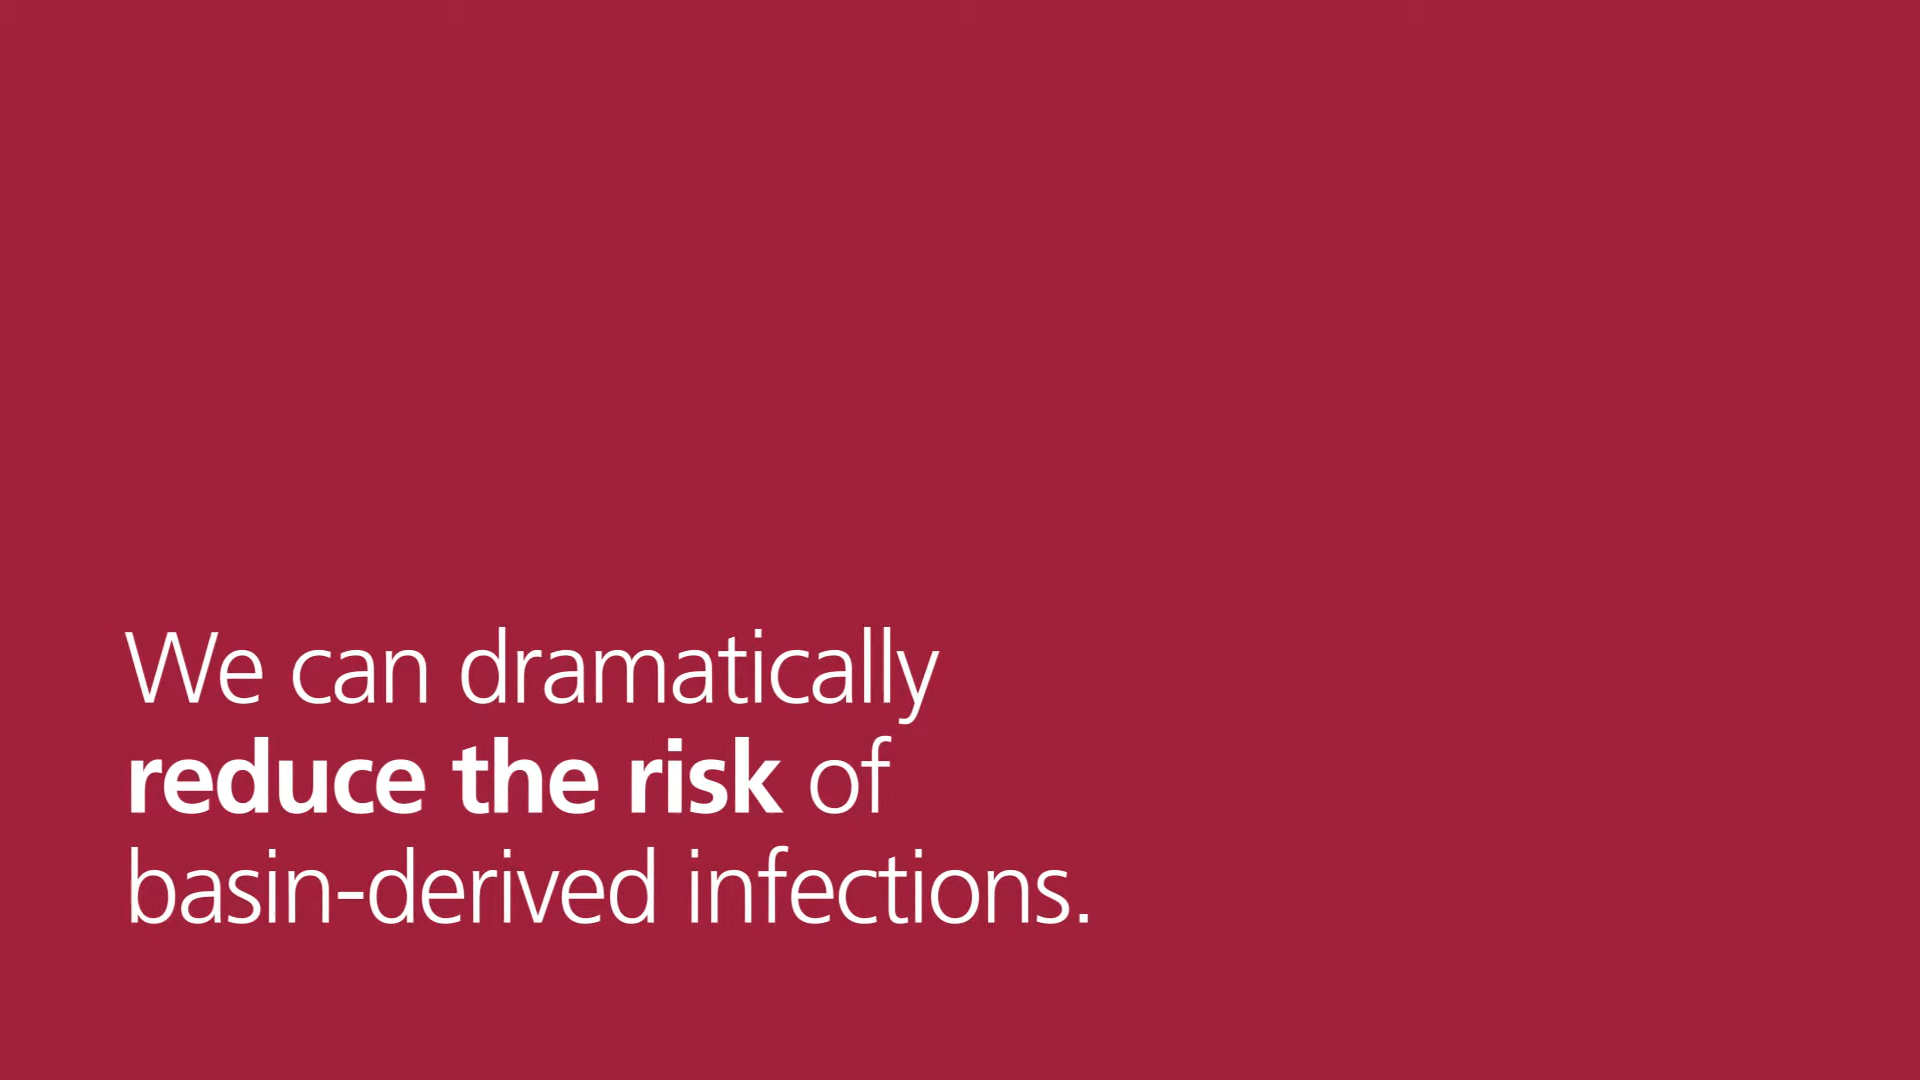 We can dramatically
reduce the risk of
basin-derived infections.